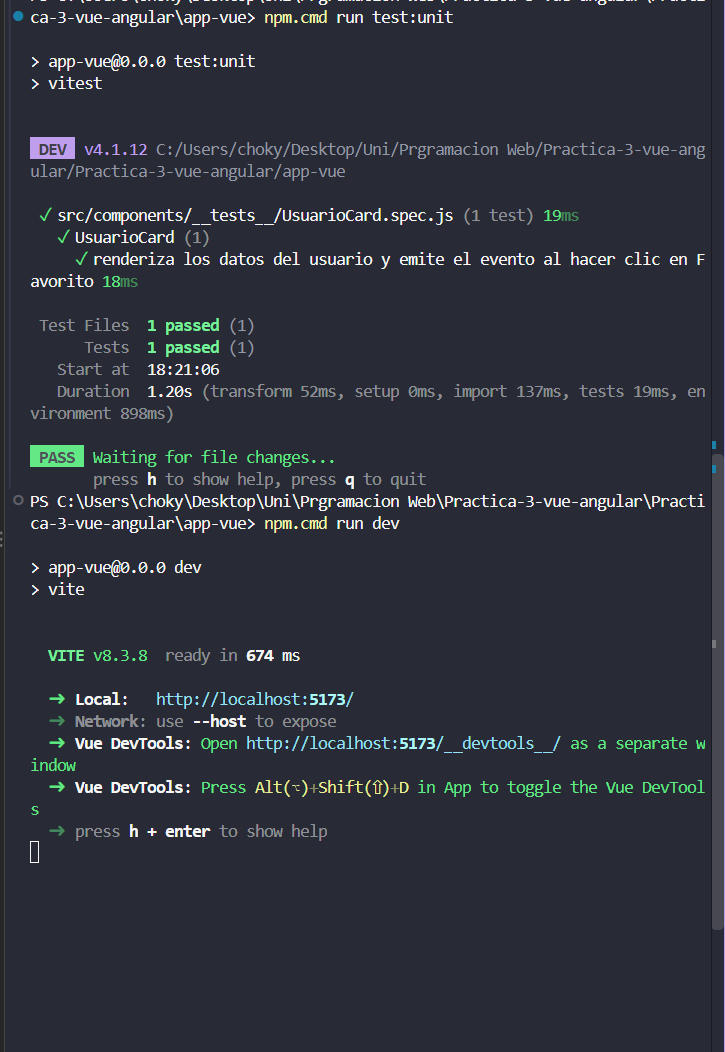 ca-3-vue-angular\app-vue> npm.cmd run test:unit
> app-vue@0.0.0 test:unit
> vitest
DEV v4.1.12 C:/Users/choky/Desktop/Uni/Prgramacion Web/Practica-3-vue-ang
ular/Practica-3-vue-angular/app-vue
✓ src/components/__tests__/UsuarioCard.spec.js (1 test) 19ms
✓ UsuarioCard (1)
✓ renderiza los datos del usuario y emite el evento al hacer clic en F
avorito 18ms
Test Files 1 passed (1)
Tests 1 passed (1)
Start at 18:21:06
Duration 1.20s (transform 52ms, setup 0ms, import 137ms, tests 19ms, en
vironment 898ms)
PASS Waiting for file changes...
press h to show help, press q to quit
PS C:\Users\choky\Desktop\Uni\Prgramacion Web\Practica-3-vue-angular\Practi
ca-3-vue-angular\app-vue> npm.cmd run dev
> app-vue@0.0.0 dev
> vite
VITE v8.3.8 ready in 674 ms
➜ Local: http://localhost:5173/
➜ Network: use --host to expose
➜ Vue DevTools: Open http://localhost:5173/__devtools__/ as a separate w
indow
➜ Vue DevTools: Press Alt(⌥)+Shift(⇧)+D in App to toggle the Vue DevTool
s
➜ press h + enter to show help